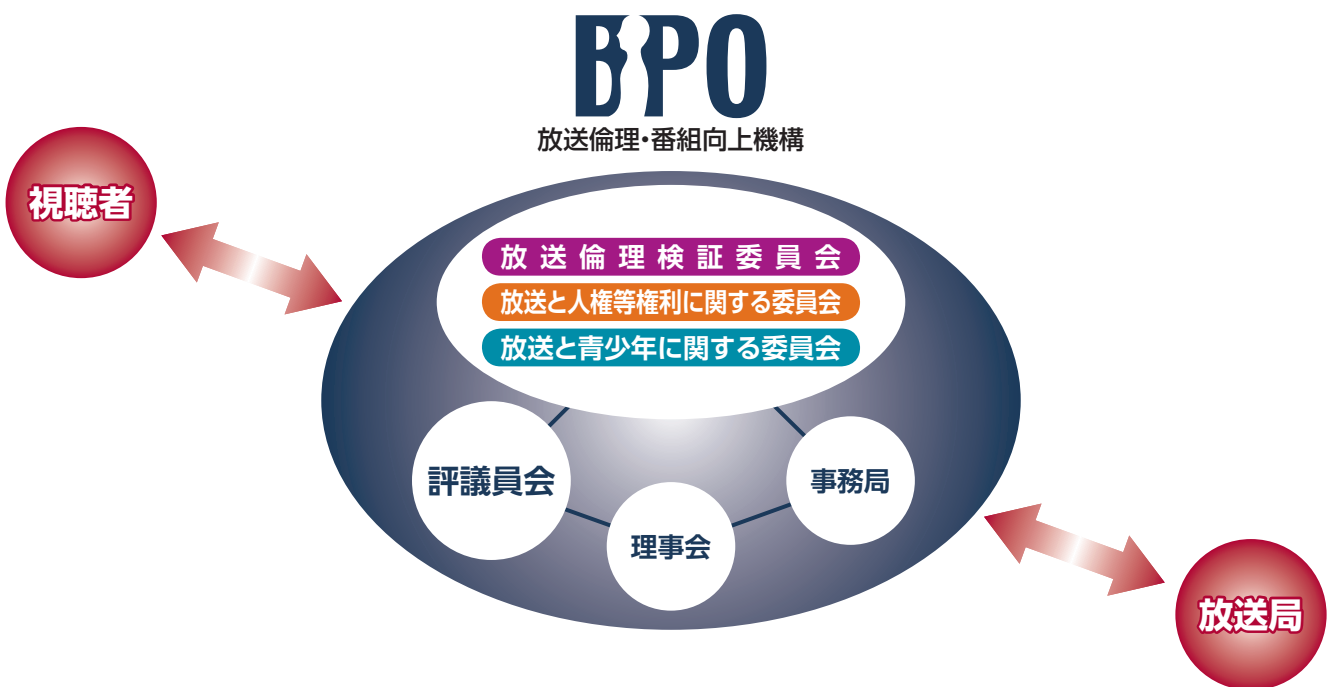 BPO
放送倫理・番組向上機構
視聴者
放送倫理検証委員会
放送と人権等権利に関する委員会
放送と青少年に関する委員会
評議員会
事務局
理事会
放送局